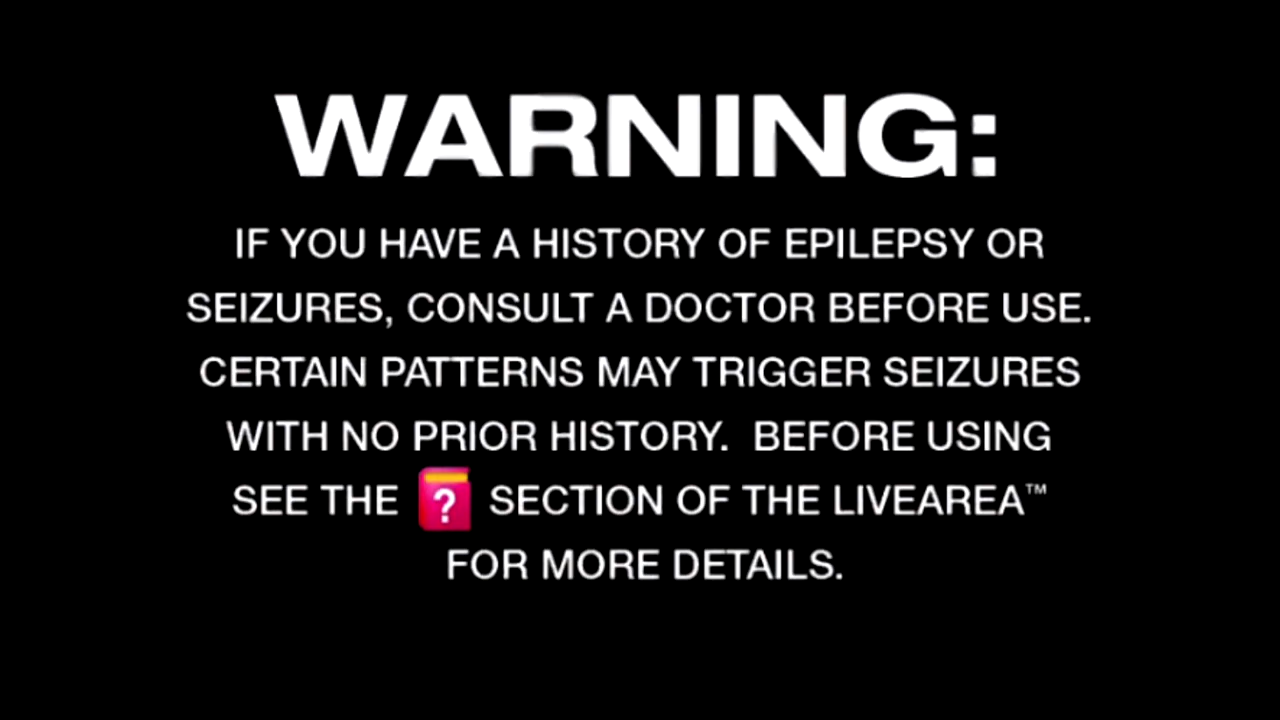 WARNING:
IF YOU HAVE A HISTORY OF EPILEPSY OR
SEIZURES, CONSULT A DOCTOR BEFORE USE.
CERTAIN PATTERNS MAY TRIGGER SEIZURES
WITH NO PRIOR HISTORY.  BEFORE USING
SEE THE ? SECTION OF THE LIVEAREA™
FOR MORE DETAILS.